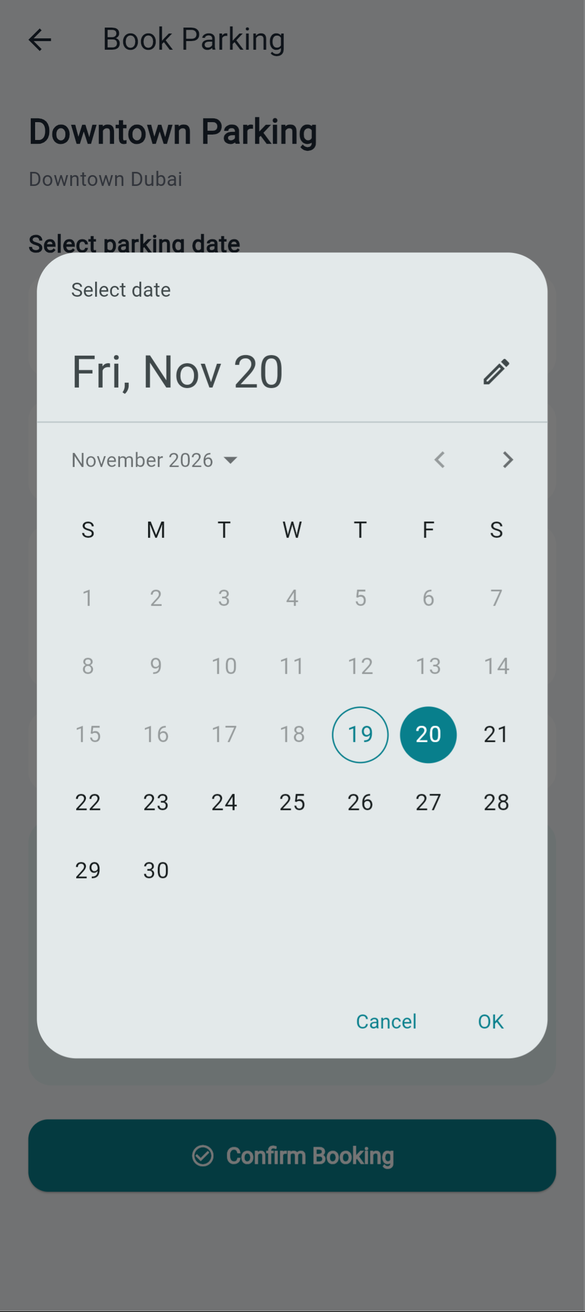 Book Parking
Downtown Parking
Downtown Dubai
Select parking date
Select date
Fri, Nov 20
November 2026
S M T W T F S
1 2 3 4 5 6 7
8 9 10 11 12 13 14
15 16 17 18 19 20 21
22 23 24 25 26 27 28
29 30
Cancel OK
Confirm Booking